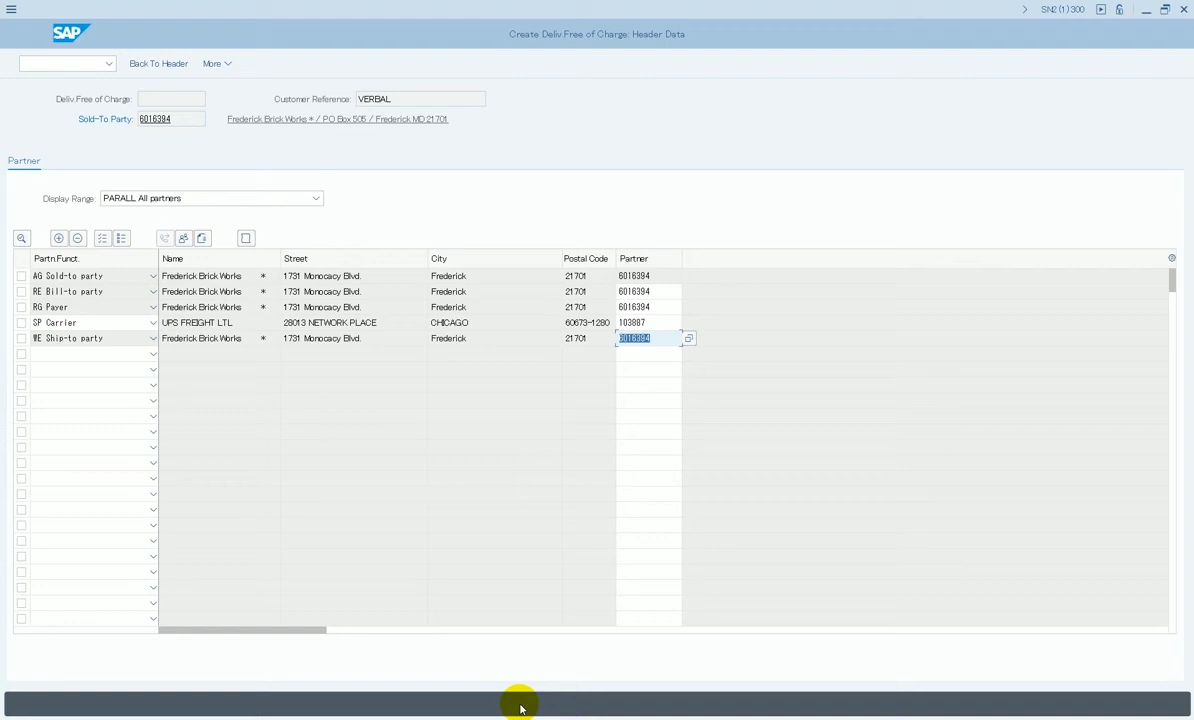 SN2 (1) 300
SAP
Create Deliv.Free of Charge: Header Data
Back To Header More
Deliv.Free of Charge: Customer Reference: VERBAL
Sold-To Party: 6016394 Frederick Brick Works * / PO Box 505 / Frederick MD 21701
Partner
Display Range: PARALL All partners
Partn.Funct. Name Street City Postal Code Partner
AG Sold-to party Frederick Brick Works * 1731 Monocacy Blvd. Frederick 21701 6016394
RE Bill-to party Frederick Brick Works * 1731 Monocacy Blvd. Frederick 21701 6016394
RG Payer Frederick Brick Works * 1731 Monocacy Blvd. Frederick 21701 6016394
SP Carrier UPS FREIGHT LTL 28013 NETWORK PLACE CHICAGO 60673-1280 103887
WE Ship-to party Frederick Brick Works * 1731 Monocacy Blvd. Frederick 21701 6016394